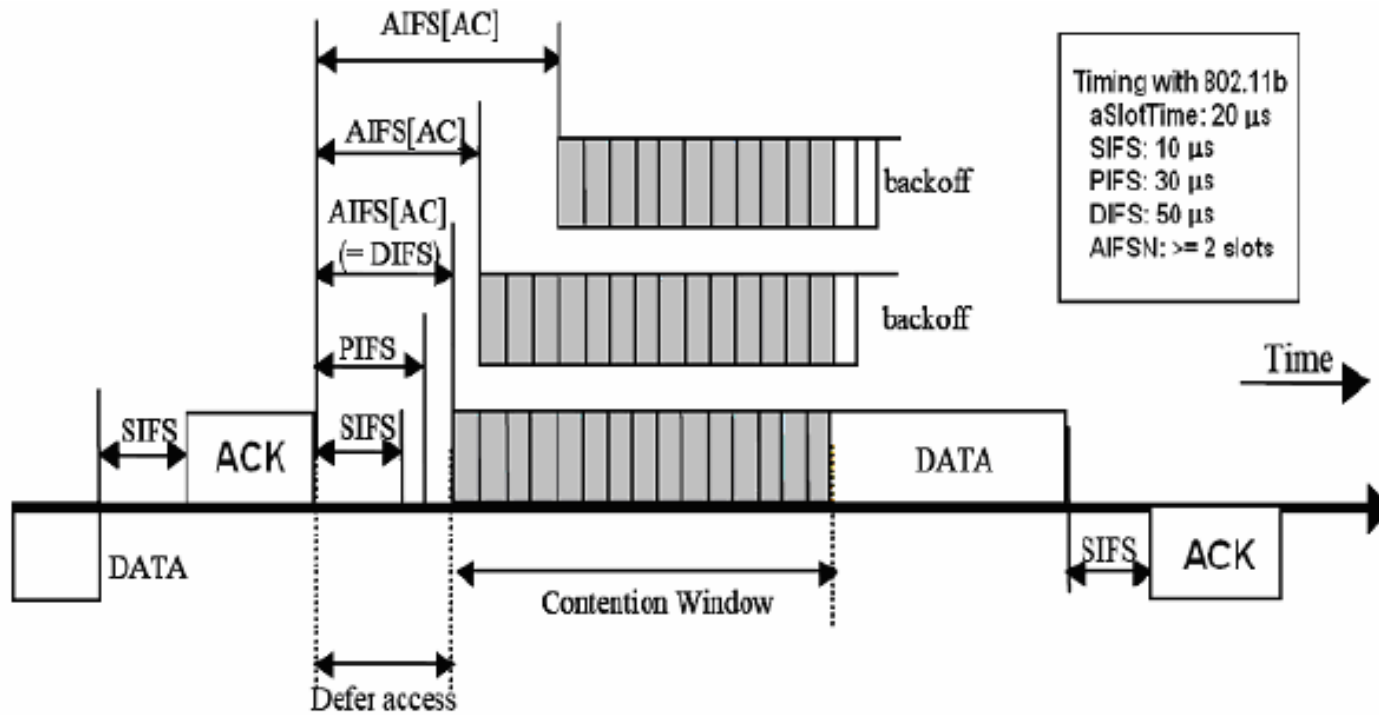 AIFS[AC]
AIFS[AC]
AIFS[AC]
(= DIFS)
PIFS
SIFS
SIFS
ACK
DATA
backoff
backoff
Timing with 802.11b
aSlotTime: 20 μs
SIFS: 10 μs
PIFS: 30 μs
DIFS: 50 μs
AIFSN: >= 2 slots
Time
DATA
SIFS
ACK
Contention Window
Defer access